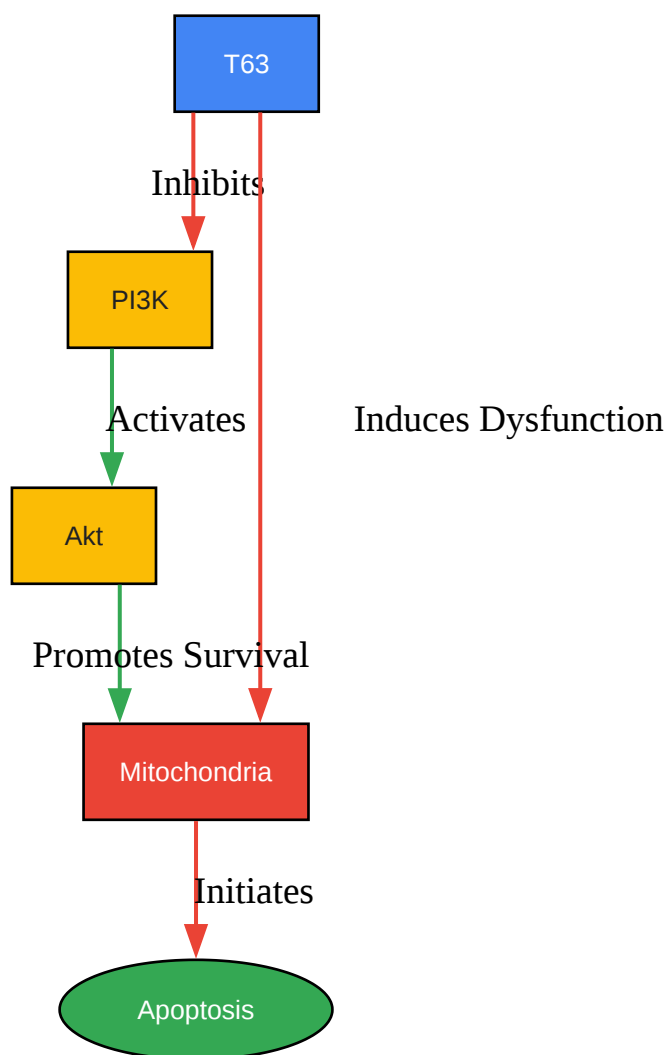 T63
Inhibits
PI3K
Activates
Induces Dysfunction
Akt
Promotes Survival
Mitochondria
Initiates
Apoptosis